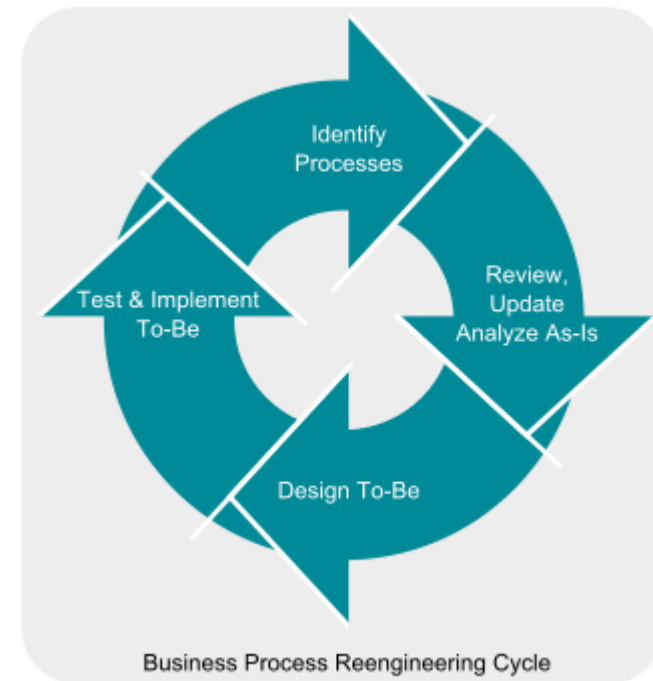 Identify
Processes
Review,
Update
Analyze As-Is
Design To-Be
Test & Implement
To-Be
Business Process Reengineering Cycle